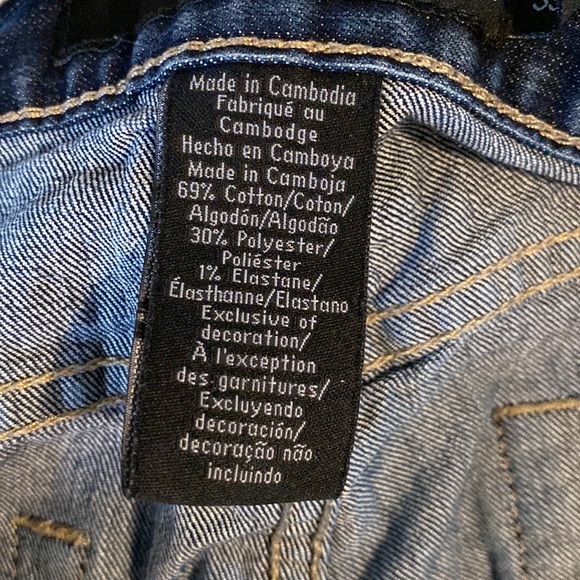 Made in Cambodia
Fabriqué au
Cambodge
Hecho en Camboya
Made in Camboja
69% Cotton/Coton/
Algodón/Algodão
30% Polyester/
Poliéster
1% Elastane/
Élasthanne/Elastano
Exclusive of
decoration/
À l'exception
des garnitures/
Excluyendo
decoración/
decoração não
incluindo